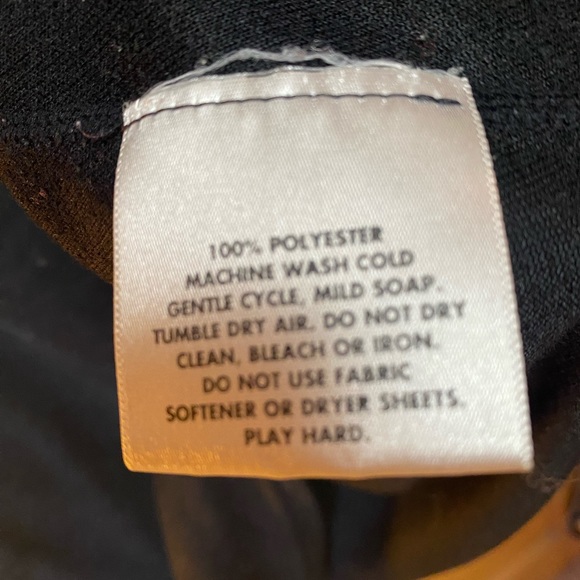 100% POLYESTER
MACHINE WASH COLD
GENTLE CYCLE, MILD SOAP.
TUMBLE DRY AIR. DO NOT DRY
CLEAN, BLEACH OR IRON.
DO NOT USE FABRIC
SOFTENER OR DRYER SHEETS.
PLAY HARD.